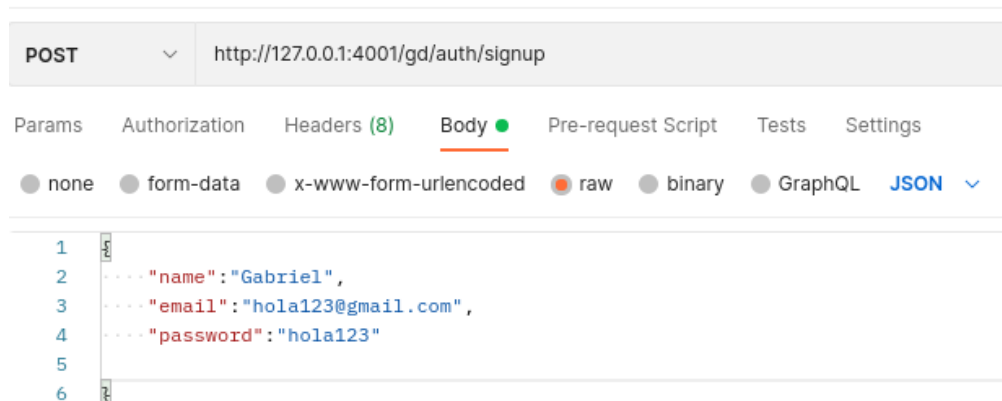 POST http://127.0.0.1:4001/gd/auth/signup
Params Authorization Headers (8) Body Pre-request Script Tests Settings
none form-data x-www-form-urlencoded raw binary GraphQL JSON
1 {
2 "name":"Gabriel",
3 "email":"hola123@gmail.com",
4 "password":"hola123"
5
6 }